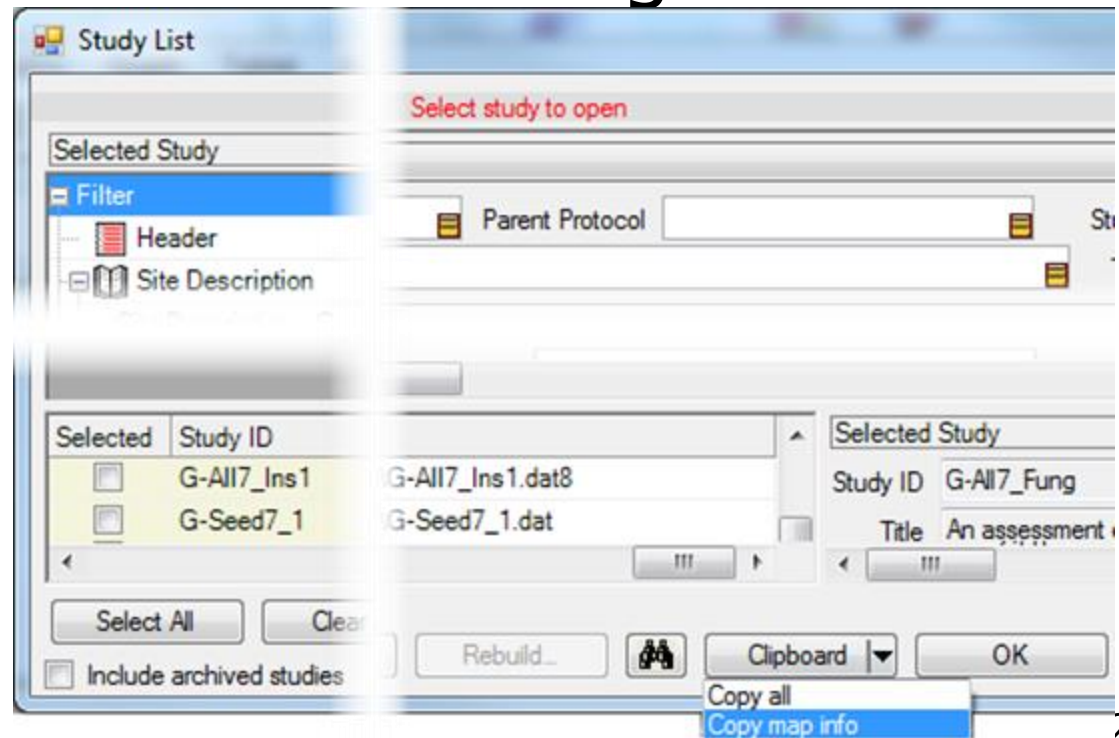 Study List
Select study to open
Selected Study
Filter
Header
Parent Protocol
Site Description
Selected Study ID
G-All7_Ins1 G-All7_Ins1.dat8
G-Seed7_1 G-Seed7_1.dat
Selected Study
Study ID G-All7_Fung
Title An assessment
Select All
Rebuild...
Clipboard
OK
Include archived studies
Copy all
Copy map info